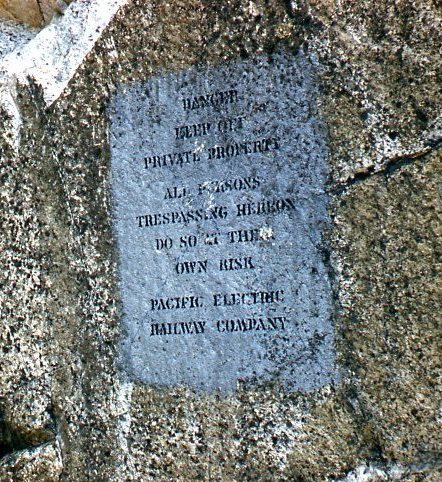 DANGER
KEEP OFF
PRIVATE PROPERTY
ALL PERSONS
TRESPASSING HEREON
DO SO AT THEIR
OWN RISK
PACIFIC ELECTRIC
RAILWAY COMPANY